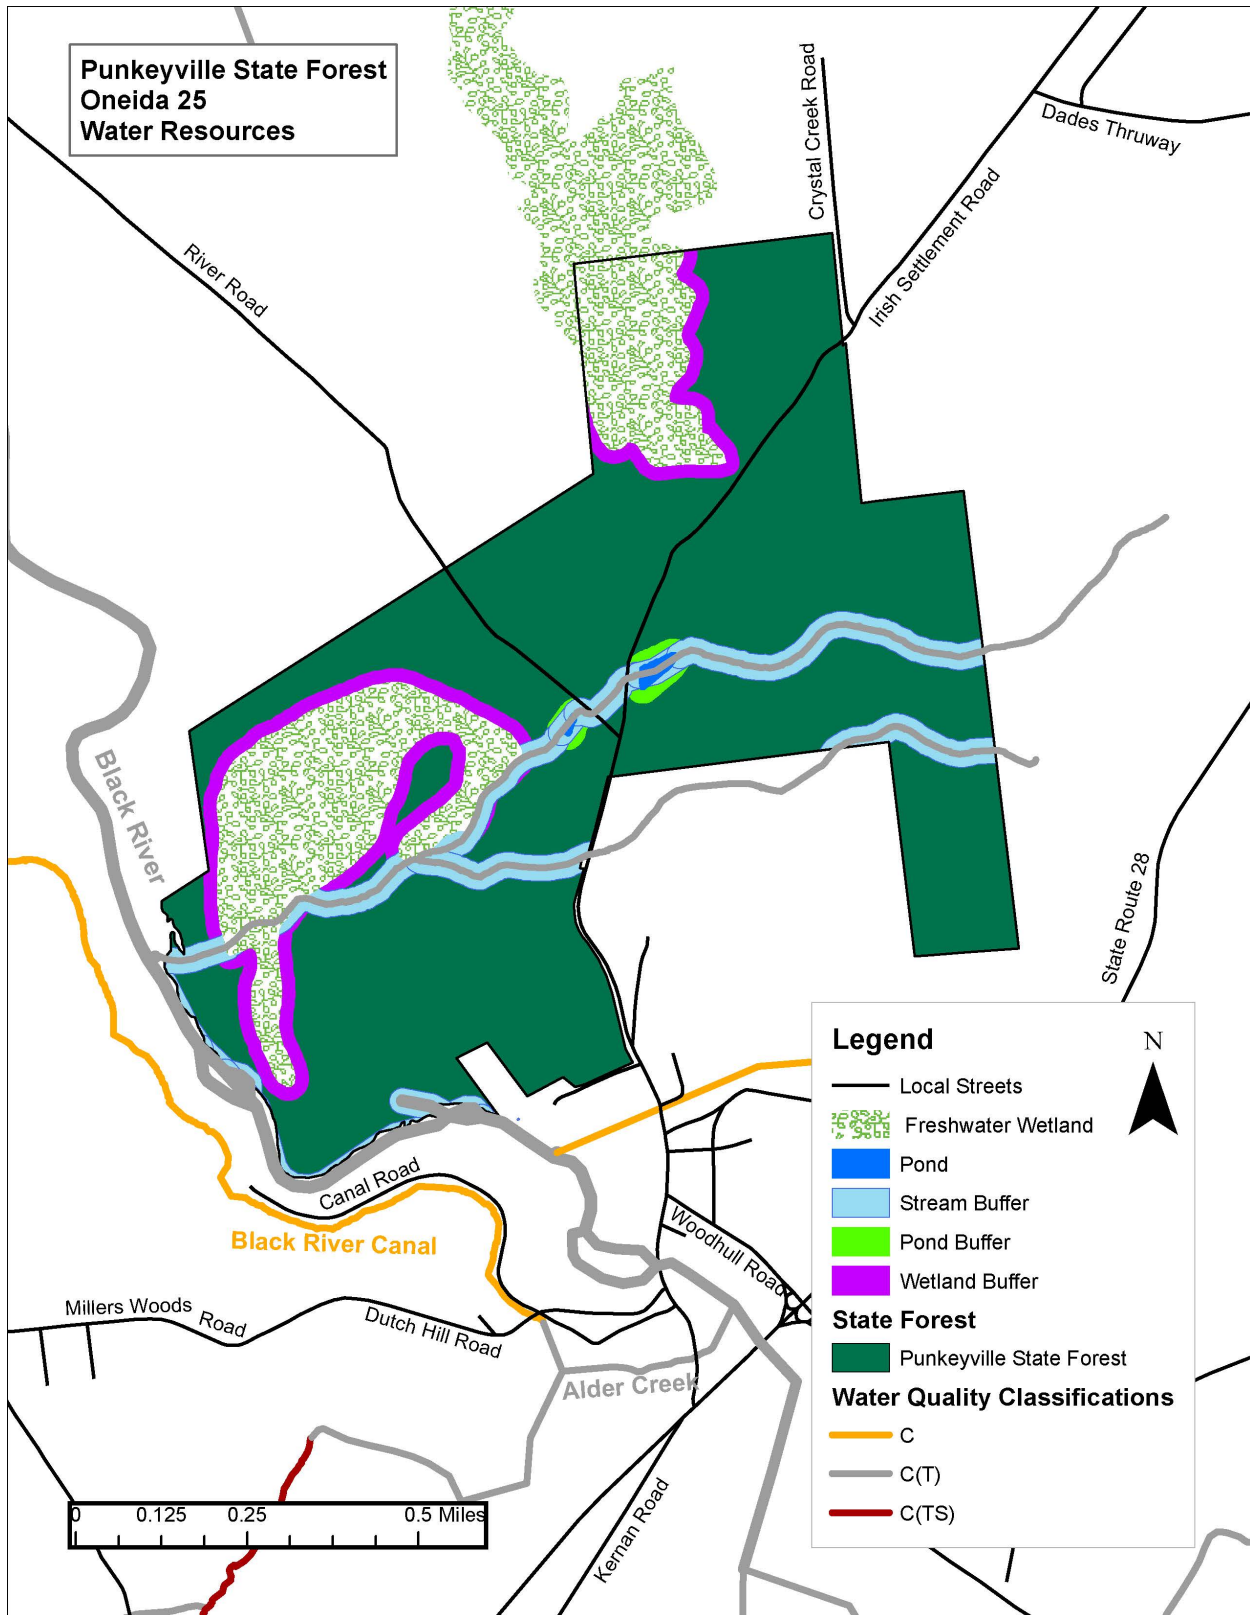 Punkeyville State Forest
Oneida 25
Water Resources
Crystal Creek Road
Dades Thruway
Irish Settlement Road
River Road
Black River
State Route 28
Canal Road
Black River Canal
Woodhull Road
Millers Woods
Road
Dutch Hill Road
Alder Creek
Kernan Road
0 0.125 0.25 0.5 Miles
Legend
N
Local Streets
Freshwater Wetland
Pond
Stream Buffer
Pond Buffer
Wetland Buffer
State Forest
Punkeyville State Forest
Water Quality Classifications
C
C(T)
C(TS)